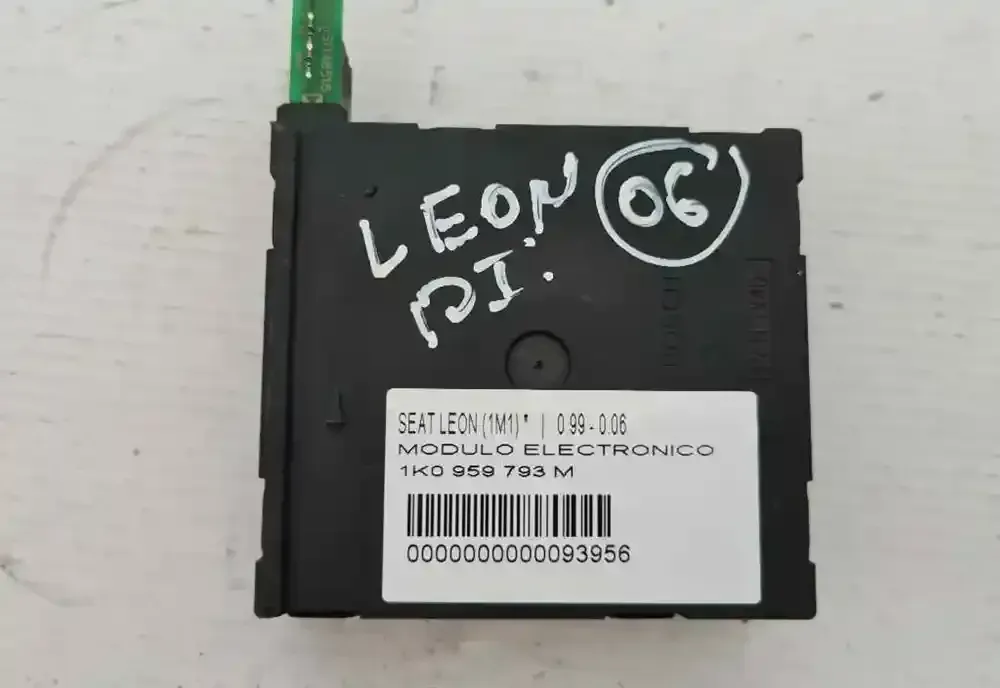 LEON 06
DI.
SEAT LEON (1M1) * | 0.99 - 0.06
MODULO ELECTRONICO
1K0 959 793 M
0000000000093956